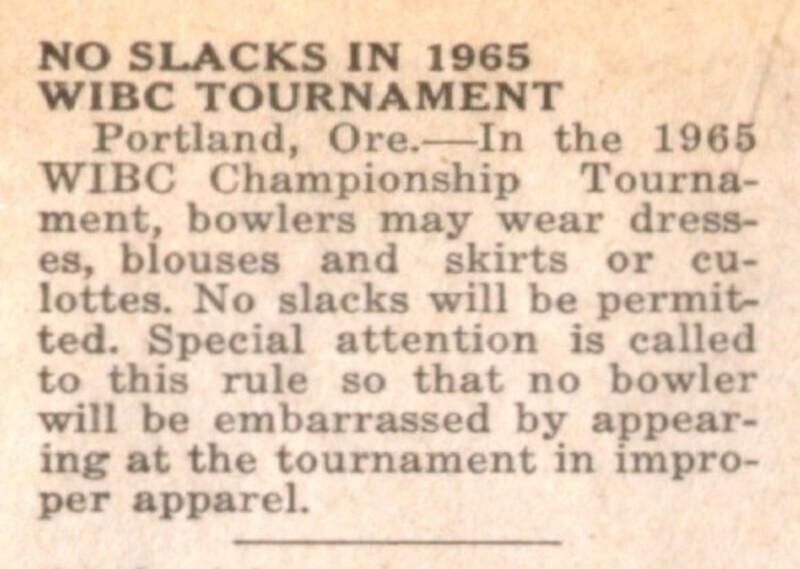 NO SLACKS IN 1965
WIBC TOURNAMENT
Portland, Ore.—In the 1965
WIBC Championship Tourna-
ment, bowlers may wear dress-
es, blouses and skirts or cu-
lottes. No slacks will be permit-
ted. Special attention is called
to this rule so that no bowler
will be embarrassed by appear-
ing at the tournament in impro-
per apparel.